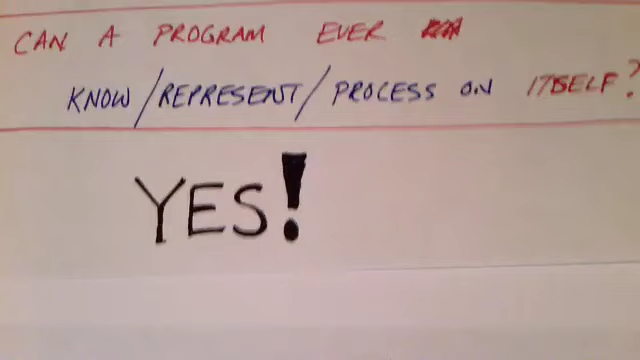 CAN A PROGRAM EVER
KNOW/REPRESENT/PROCESS ON ITSELF?
YES!